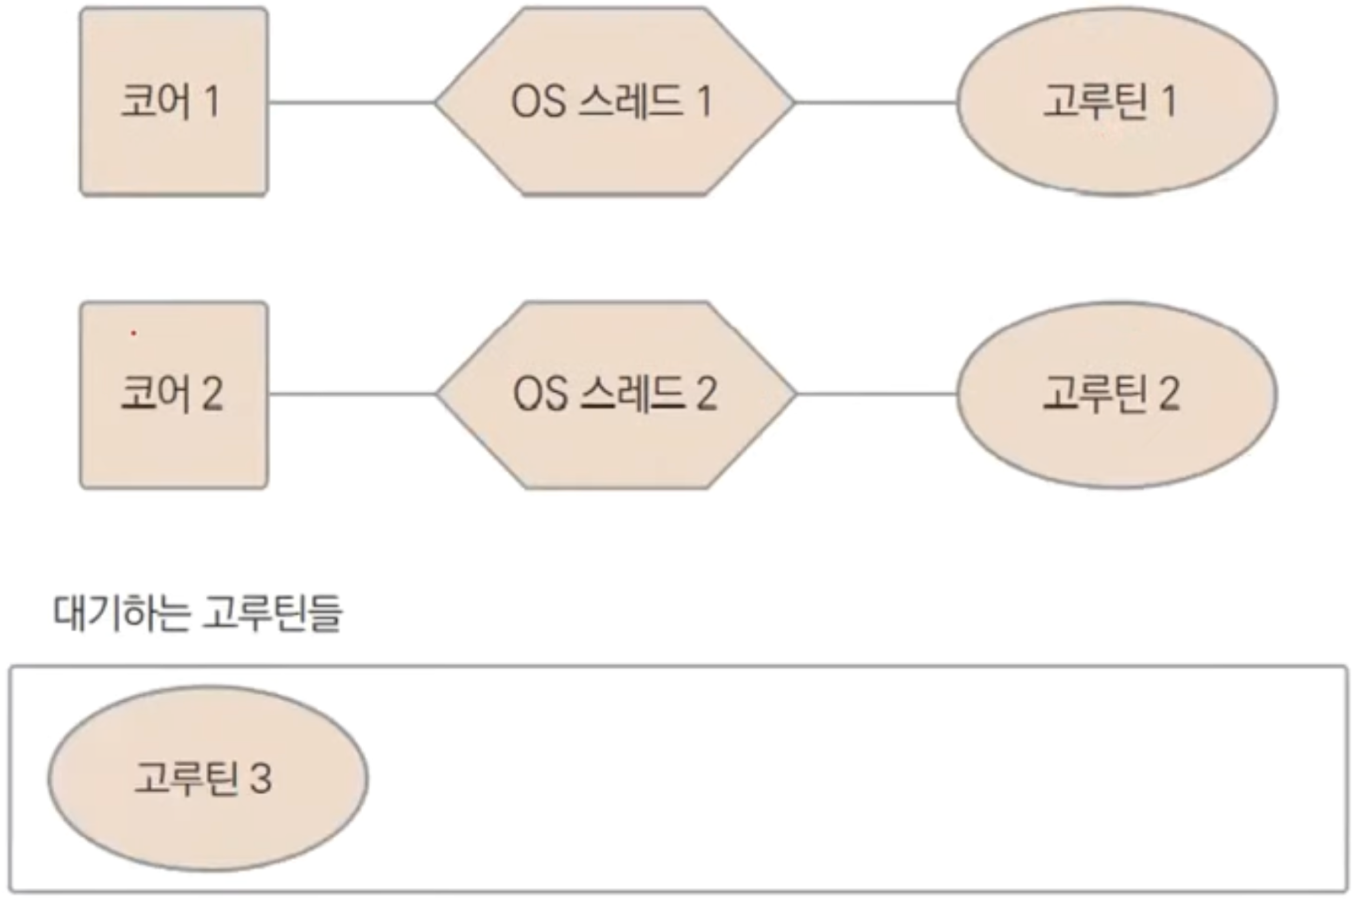 코어 1
OS 스레드 1
고루틴 1
코어 2
OS 스레드 2
고루틴 2
대기하는 고루틴들
고루틴 3